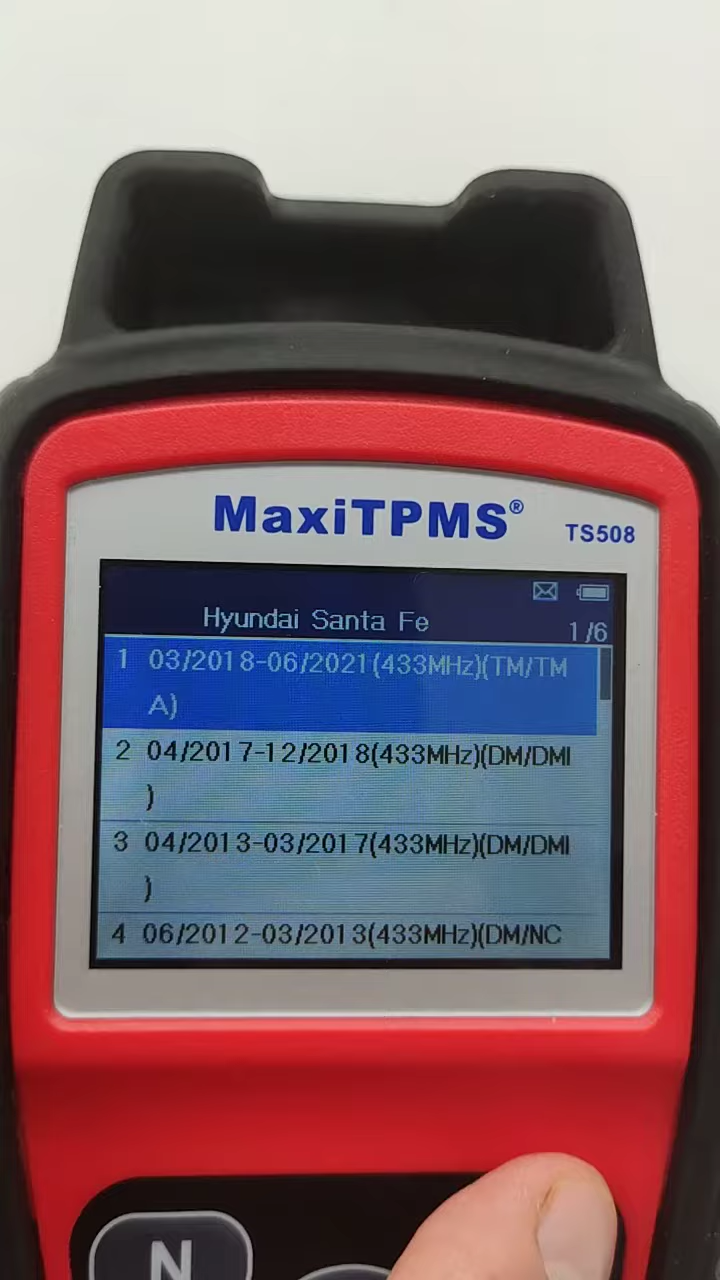 MaxiTPMS®
TS508
Hyundai Santa Fe
1/6
1 03/2018-06/2021(433MHz)(TM/TM
A)
2 04/2017-12/2018(433MHz)(DM/DMI
)
3 04/2013-03/2017(433MHz)(DM/DMI
)
4 06/2012-03/2013(433MHz)(DM/NC
N